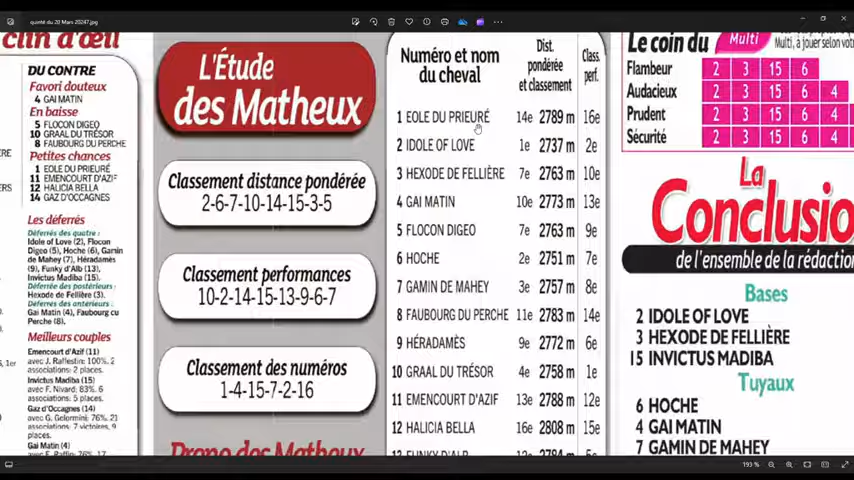 quinté du 20 Mars 20247.jpg
clin d'œil
DU CONTRE
Favori douteux
4 GAI MATIN
En baisse
5 FLOCON DIGEO
10 GRAAL DU TRÉSOR
8 FAUBOURG DU PERCHE
Petites chances
1 EOLE DU PRIEURÉ
11 EMENCOURT D'AZIF
12 HALICIA BELLA
14 GAZ D'OCCAGNES
Les déferrés
Déferrés des quatre :
Idole of Love (2), Flocon
Digeo (5), Hoche (6), Gamin
de Mahey (7), Héradamès
(9), Funky d'Alb (13),
Invictus Madiba (15).
Déferrée des postérieurs :
Hexode de Fellière (3).
Déferrés des antérieurs :
Gai Matin (4), Faubourg du
Perche (8).
Meilleurs couples
Emencourt d'Azif (11)
avec J. Raffestin: 100%. 2
associations: 2 places.
Invictus Madiba (15)
avec F. Nivard: 83%. 6
associations: 5 places.
Gaz d'Occagnes (14)
avec G. Gelormini: 76%. 21
associations: 7 victoires, 9
places.
Gai Matin (4)
L'Étude
des Matheux
Classement distance pondérée
2-6-7-10-14-15-3-5
Classement performances
10-2-14-15-13-9-6-7
Classement des numéros
1-4-15-7-2-16
Propo des Matheux
Numéro et nom du cheval Dist. pondérée et classement Class. perf.
1 EOLE DU PRIEURÉ 14e 2789 m 16e
2 IDOLE OF LOVE 1e 2737 m 2e
3 HEXODE DE FELLIÈRE 7e 2763 m 10e
4 GAI MATIN 10e 2773 m 13e
5 FLOCON DIGEO 7e 2763 m 9e
6 HOCHE 2e 2751 m 7e
7 GAMIN DE MAHEY 3e 2757 m 8e
8 FAUBOURG DU PERCHE 11e 2783 m 14e
9 HÉRADAMÈS 9e 2772 m 6e
10 GRAAL DU TRÉSOR 4e 2758 m 1e
11 EMENCOURT D'AZIF 13e 2788 m 12e
12 HALICIA BELLA 16e 2808 m 15e
Le coin du Multi
Multi, à jouer selon vot
Flambeur 2 3 15 6
Audacieux 2 3 15 6 4
Prudent 2 3 15 6 4
Sécurité 2 3 15 6 4
La
Conclusio
de l'ensemble de la rédaction
Bases
2 IDOLE OF LOVE
3 HEXODE DE FELLIÈRE
15 INVICTUS MADIBA
Tuyaux
6 HOCHE
4 GAI MATIN
7 GAMIN DE MAHEY
193 %